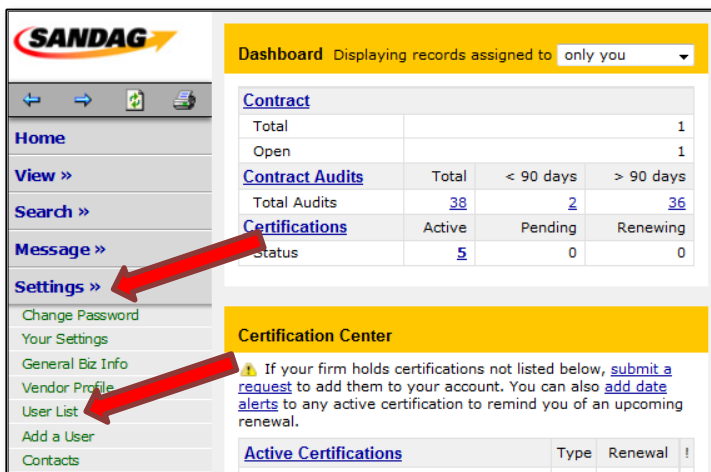 SANDAG
Home
View »
Search »
Message »
Settings »
Change Password
Your Settings
General Biz Info
Vendor Profile
User List
Add a User
Contacts
Dashboard Displaying records assigned to only you
Contract
Total 1
Open 1
Contract Audits Total < 90 days > 90 days
Total Audits 38 2 36
Certifications Active Pending Renewing
Status 5 0 0
Certification Center
If your firm holds certifications not listed below, submit a
request to add them to your account. You can also add date
alerts to any active certification to remind you of an upcoming
renewal.
Active Certifications Type Renewal !